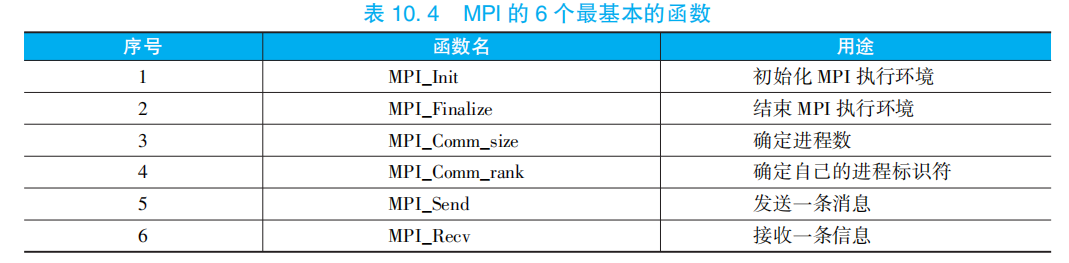 表 10.4 MPI 的 6 个最基本的函数
序号 函数名 用途
1 MPI_Init 初始化 MPI 执行环境
2 MPI_Finalize 结束 MPI 执行环境
3 MPI_Comm_size 确定进程数
4 MPI_Comm_rank 确定自己的进程标识符
5 MPI_Send 发送一条消息
6 MPI_Recv 接收一条信息